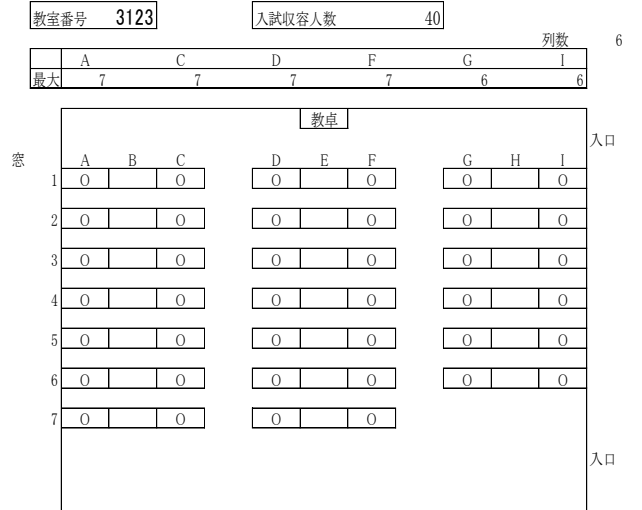 教室番号 3123 入試収容人数 40
列数 6
A C D F G I
最大 7 7 7 7 6 6
教卓
入口
窓 A B C D E F G H I
1 O O O O O O
2 O O O O O O
3 O O O O O O
4 O O O O O O
5 O O O O O O
6 O O O O O O
7 O O O O
入口